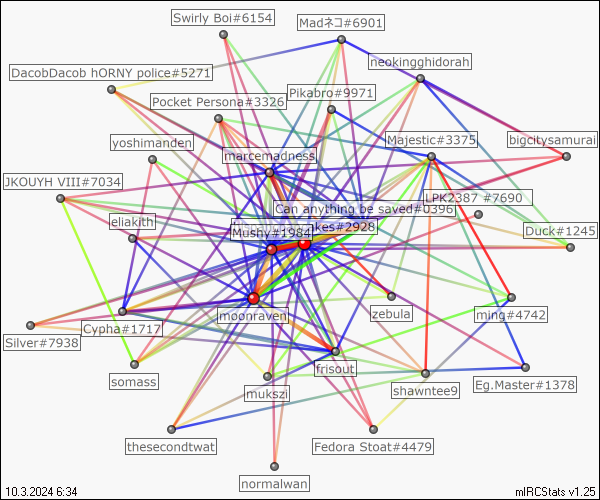 Swirly Boi#6154
Madネコ#6901
neokingghidorah
DacobDacob hORNY police#5271
Pikabro#9971
Pocket Persona#3326
yoshimanden
Majestic#3375
bigcitysamurai
marcemadness
JKOUYH VIII#7034
LPK2387 #7690
Can anything be saved#0396
eliakith
Mushy#1984
akes#2928
Duck#1245
moonraven
zebula
ming#4742
Cypha#1717
Silver#7938
frisout
somass
mukszi
shawntee9
Eg.Master#1378
thesecondtwat
Fedora Stoat#4479
normalwan
10.3.2024 6:34
mIRCStats v1.25